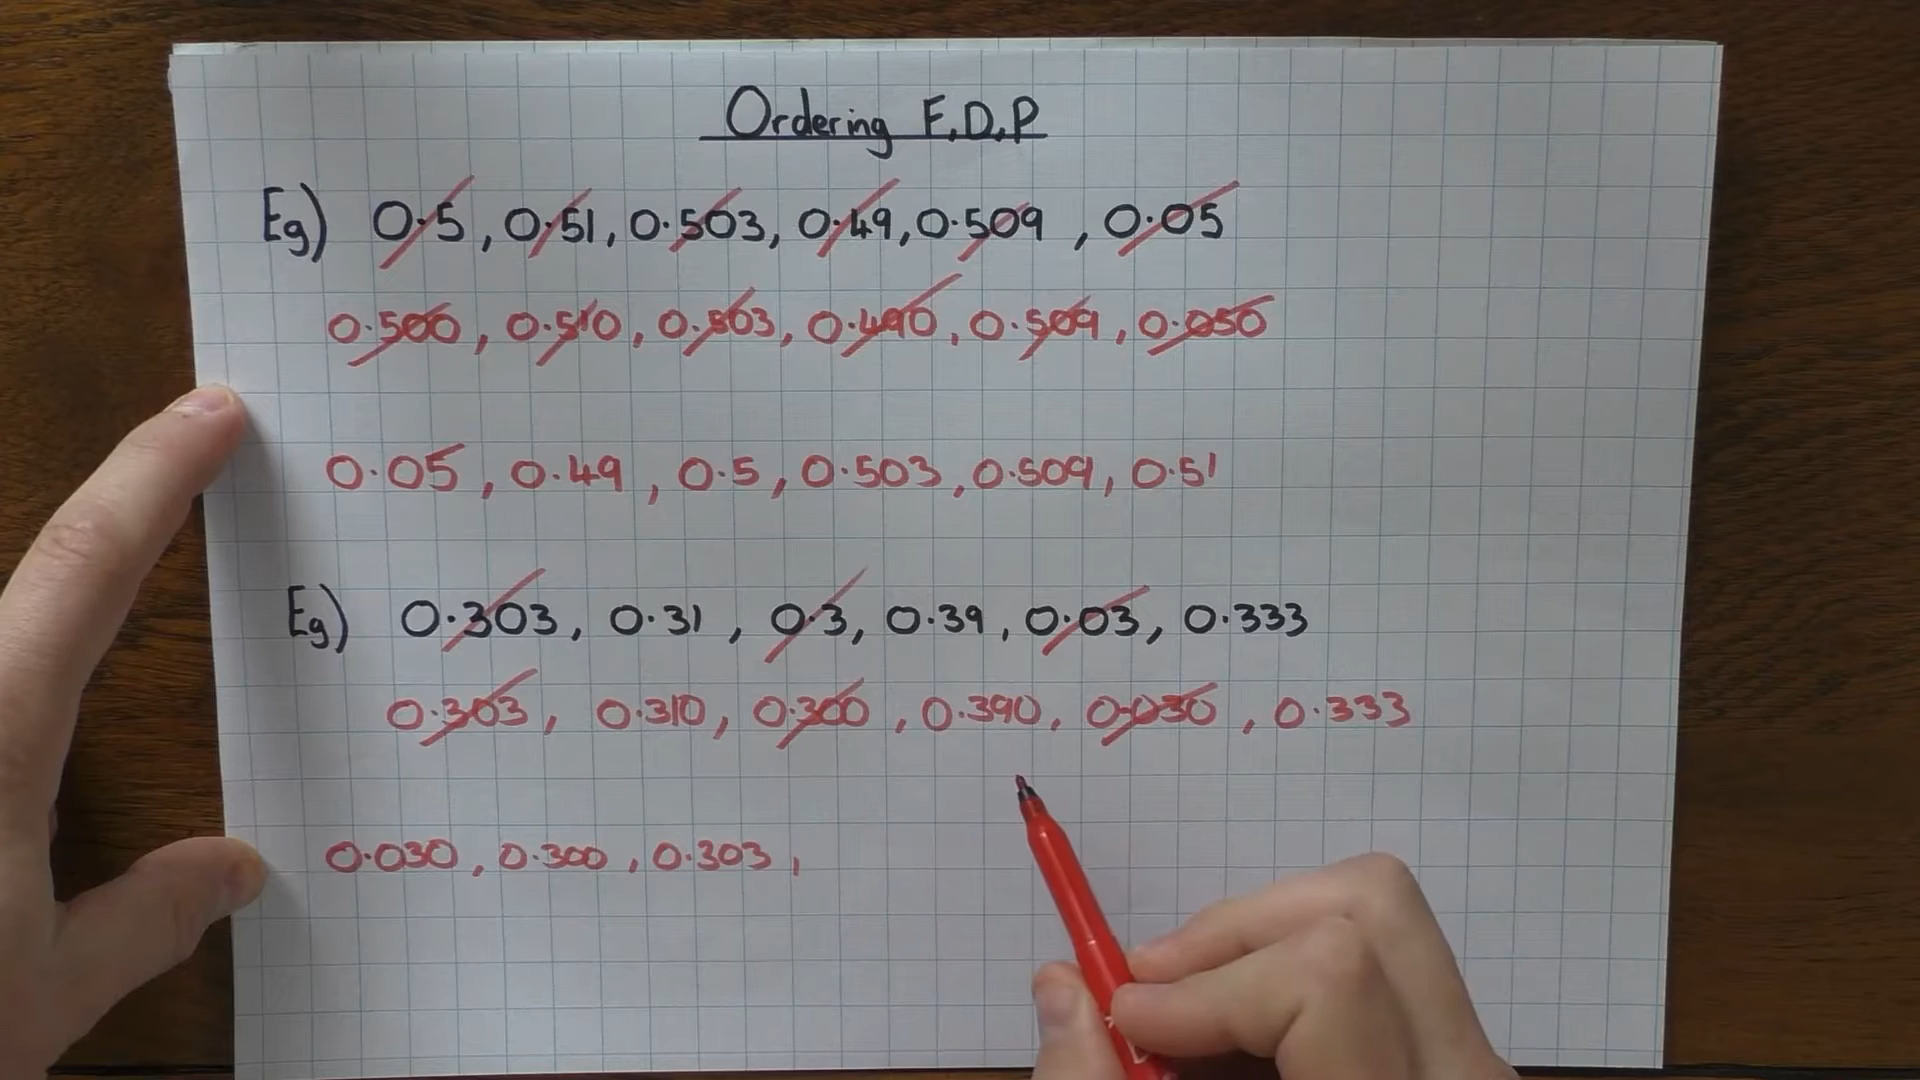 Ordering F,D,P
Eg) 0.5, 0.51, 0.503, 0.49, 0.509, 0.05
0.500, 0.510, 0.503, 0.490, 0.509, 0.050
0.05, 0.49, 0.5, 0.503, 0.509, 0.51
Eg) 0.303, 0.31, 0.3, 0.39, 0.03, 0.333
0.303, 0.310, 0.300, 0.390, 0.030, 0.333
0.030, 0.300, 0.303,